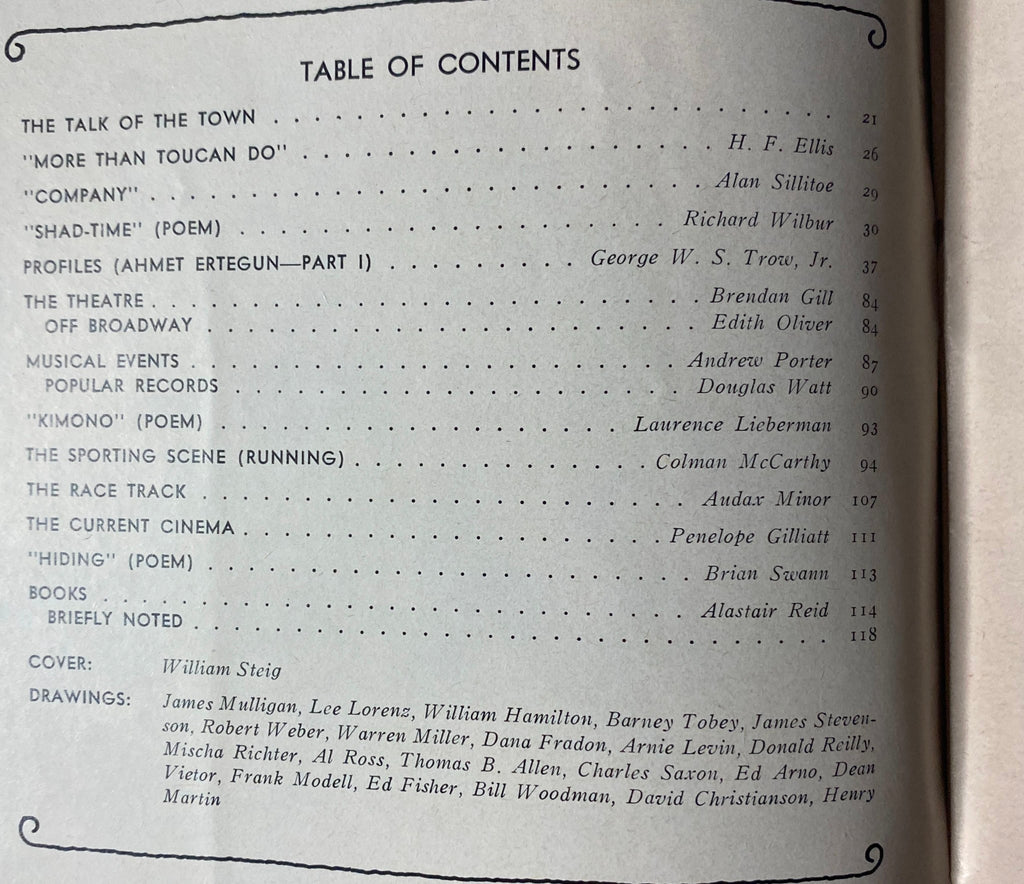 TABLE OF CONTENTS
THE TALK OF THE TOWN . . . . . . . . . . . . . . . . . . . . . . . . 21
"MORE THAN TOUCAN DO" . . . . . . . . . . . . . . . . . H. F. Ellis 26
"COMPANY" . . . . . . . . . . . . . . . . . . . . . . . . Alan Sillitoe 29
"SHAD-TIME" (POEM) . . . . . . . . . . . . . . . . . . Richard Wilbur 30
PROFILES (AHMET ERTEGUN—PART I) . . . . . . . . . George W. S. Trow, Jr. 37
THE THEATRE . . . . . . . . . . . . . . . . . . . . . . . Brendan Gill 84
OFF BROADWAY . . . . . . . . . . . . . . . . . . . . . Edith Oliver 84
MUSICAL EVENTS . . . . . . . . . . . . . . . . . . . . Andrew Porter 87
POPULAR RECORDS . . . . . . . . . . . . . . . . . . . Douglas Watt 90
"KIMONO" (POEM) . . . . . . . . . . . . . . . . . Laurence Lieberman 93
THE SPORTING SCENE (RUNNING) . . . . . . . . . . . . Colman McCarthy 94
THE RACE TRACK . . . . . . . . . . . . . . . . . . . . Audax Minor 107
THE CURRENT CINEMA . . . . . . . . . . . . . . . . . Penelope Gilliatt 111
"HIDING" (POEM) . . . . . . . . . . . . . . . . . . . . Brian Swann 113
BOOKS . . . . . . . . . . . . . . . . . . . . . . . . Alastair Reid 114
BRIEFLY NOTED . . . . . . . . . . . . . . . . . . . . . . . . . . 118
COVER: William Steig
DRAWINGS: James Mulligan, Lee Lorenz, William Hamilton, Barney Tobey, James Steven-
son, Robert Weber, Warren Miller, Dana Fradon, Arnie Levin, Donald Reilly,
Mischa Richter, Al Ross, Thomas B. Allen, Charles Saxon, Ed Arno, Dean
Vietor, Frank Modell, Ed Fisher, Bill Woodman, David Christianson, Henry
Martin